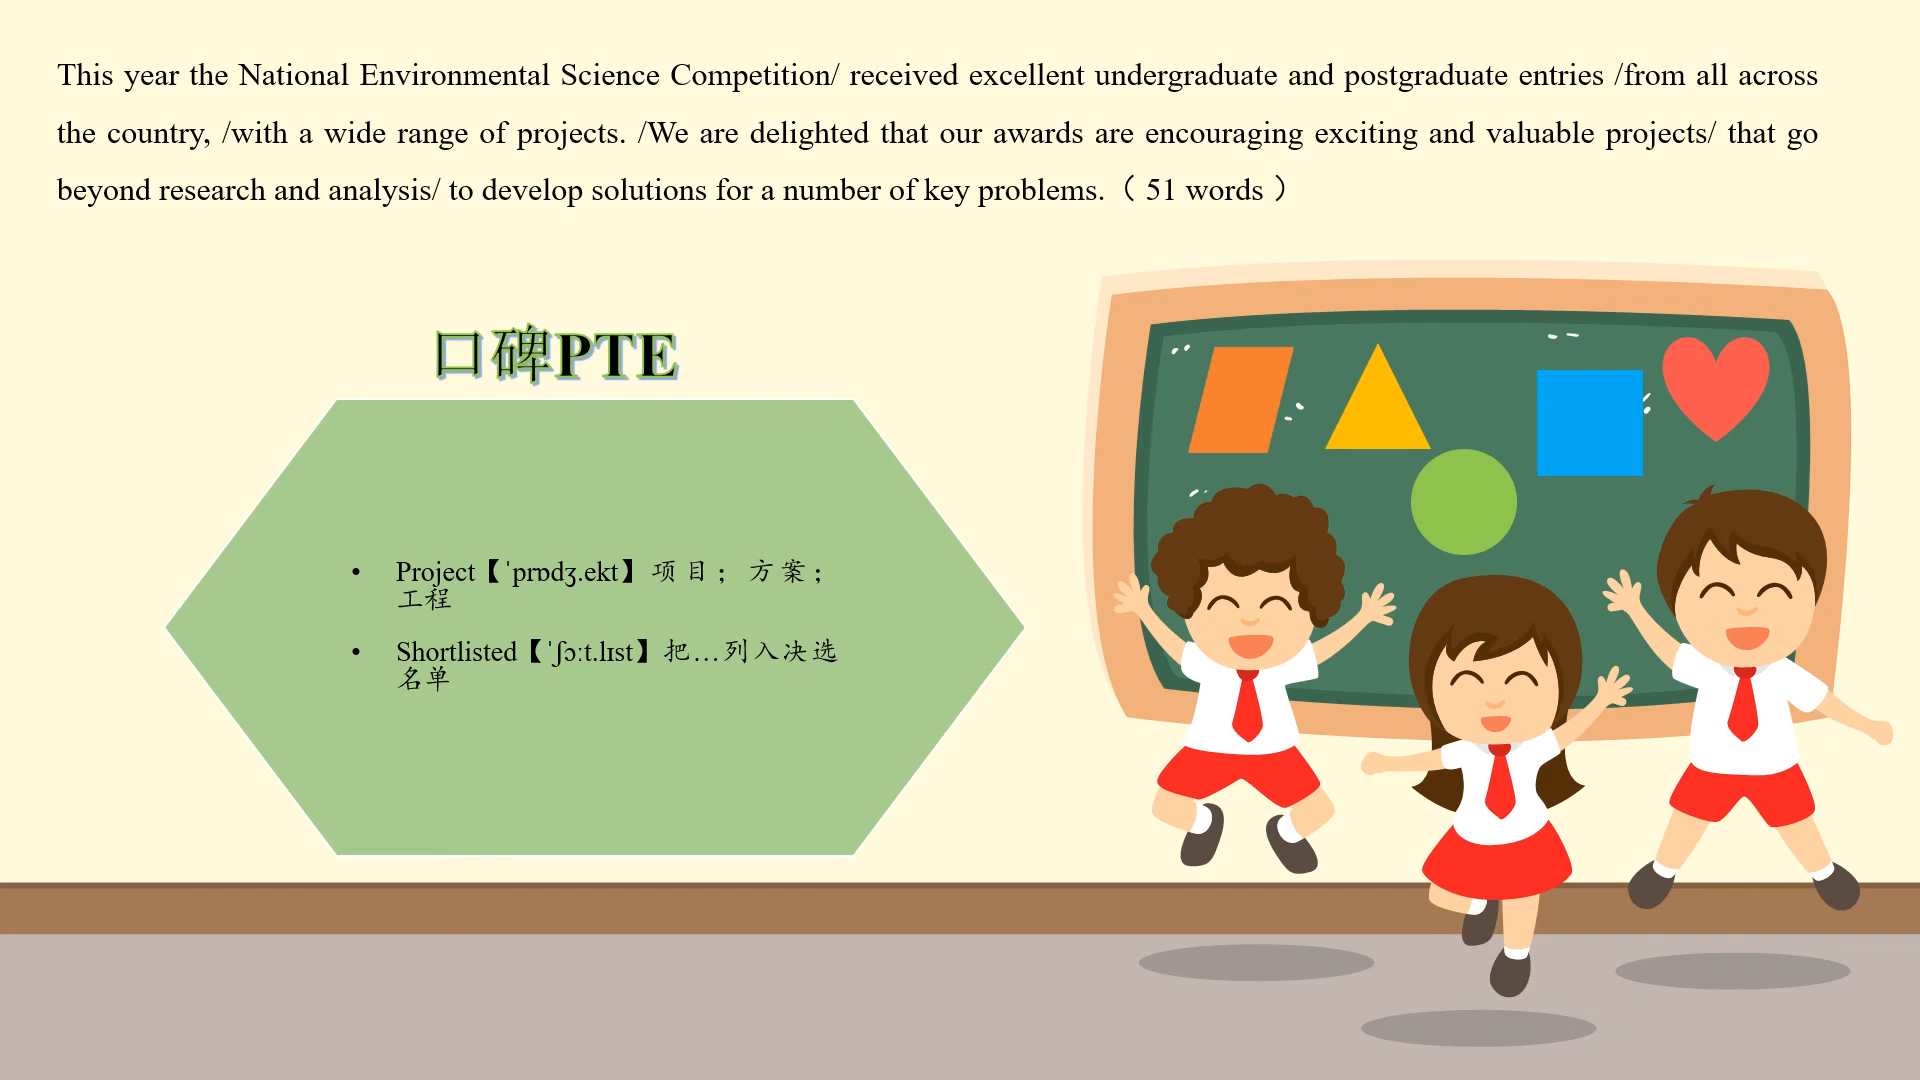 This year the National Environmental Science Competition/ received excellent undergraduate and postgraduate entries /from all across
the country, /with a wide range of projects. /We are delighted that our awards are encouraging exciting and valuable projects/ that go
beyond research and analysis/ to develop solutions for a number of key problems.（ 51 words ）
口碑PTE
• Project【ˈprɒdʒ.ekt】项目；方案；
工程
• Shortlisted【ˈʃɔːt.lɪst】把…列入决选
名单